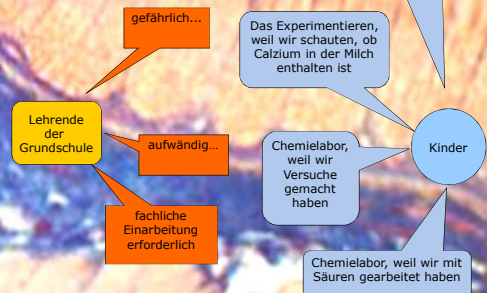 gefährlich...
Das Experimentieren,
weil wir schauten, ob
Calzium in der Milch
enthalten ist
Lehrende
der
Grundschule
aufwändig...
Chemielabor,
weil wir
Versuche
gemacht
haben
Kinder
fachliche
Einarbeitung
erforderlich
Chemielabor, weil wir mit
Säuren gearbeitet haben